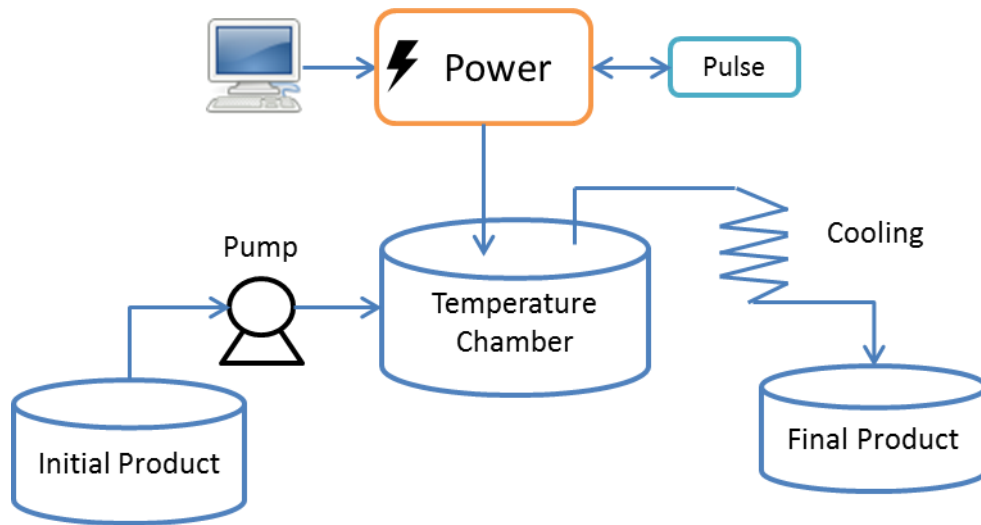 Power
Pulse
Pump
Cooling
Temperature
Chamber
Initial Product
Final Product